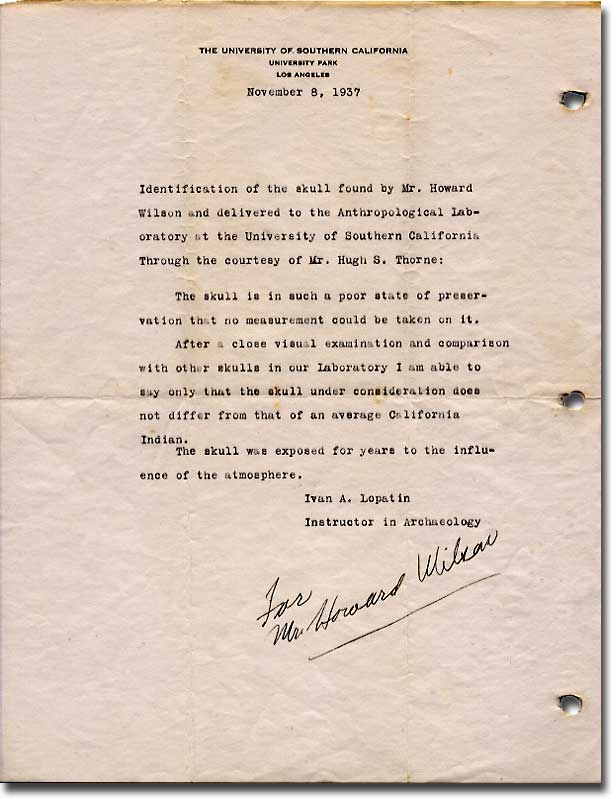 THE UNIVERSITY OF SOUTHERN CALIFORNIA
UNIVERSITY PARK
LOS ANGELES
November 8, 1937
Identification of the skull found by Mr. Howard
Wilson and delivered to the Anthropological Lab-
oratory at the University of Southern California
Through the courtesy of Mr. Hugh S. Thorne:
The skull is in such a poor state of preser-
vation that no measurement could be taken on it.
After a close visual examination and comparison
with other skulls in our Laboratory I am able to
say only that the skull under consideration does
not differ from that of an average California
Indian.
The skull was exposed for years to the influ-
ence of the atmosphere.
Ivan A. Lopatin
Instructor in Archaeology
For
Mr. Howard Wilson